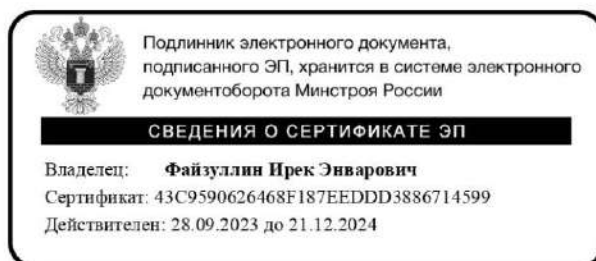 Подлинник электронного документа,
подписанного ЭП, хранится в системе электронного
документоборота Минстроя России
СВЕДЕНИЯ О СЕРТИФИКАТЕ ЭП
Владелец: Файзуллин Ирек Энварович
Сертификат: 43C9590626468F187EEDDD3886714599
Действителен: 28.09.2023 до 21.12.2024